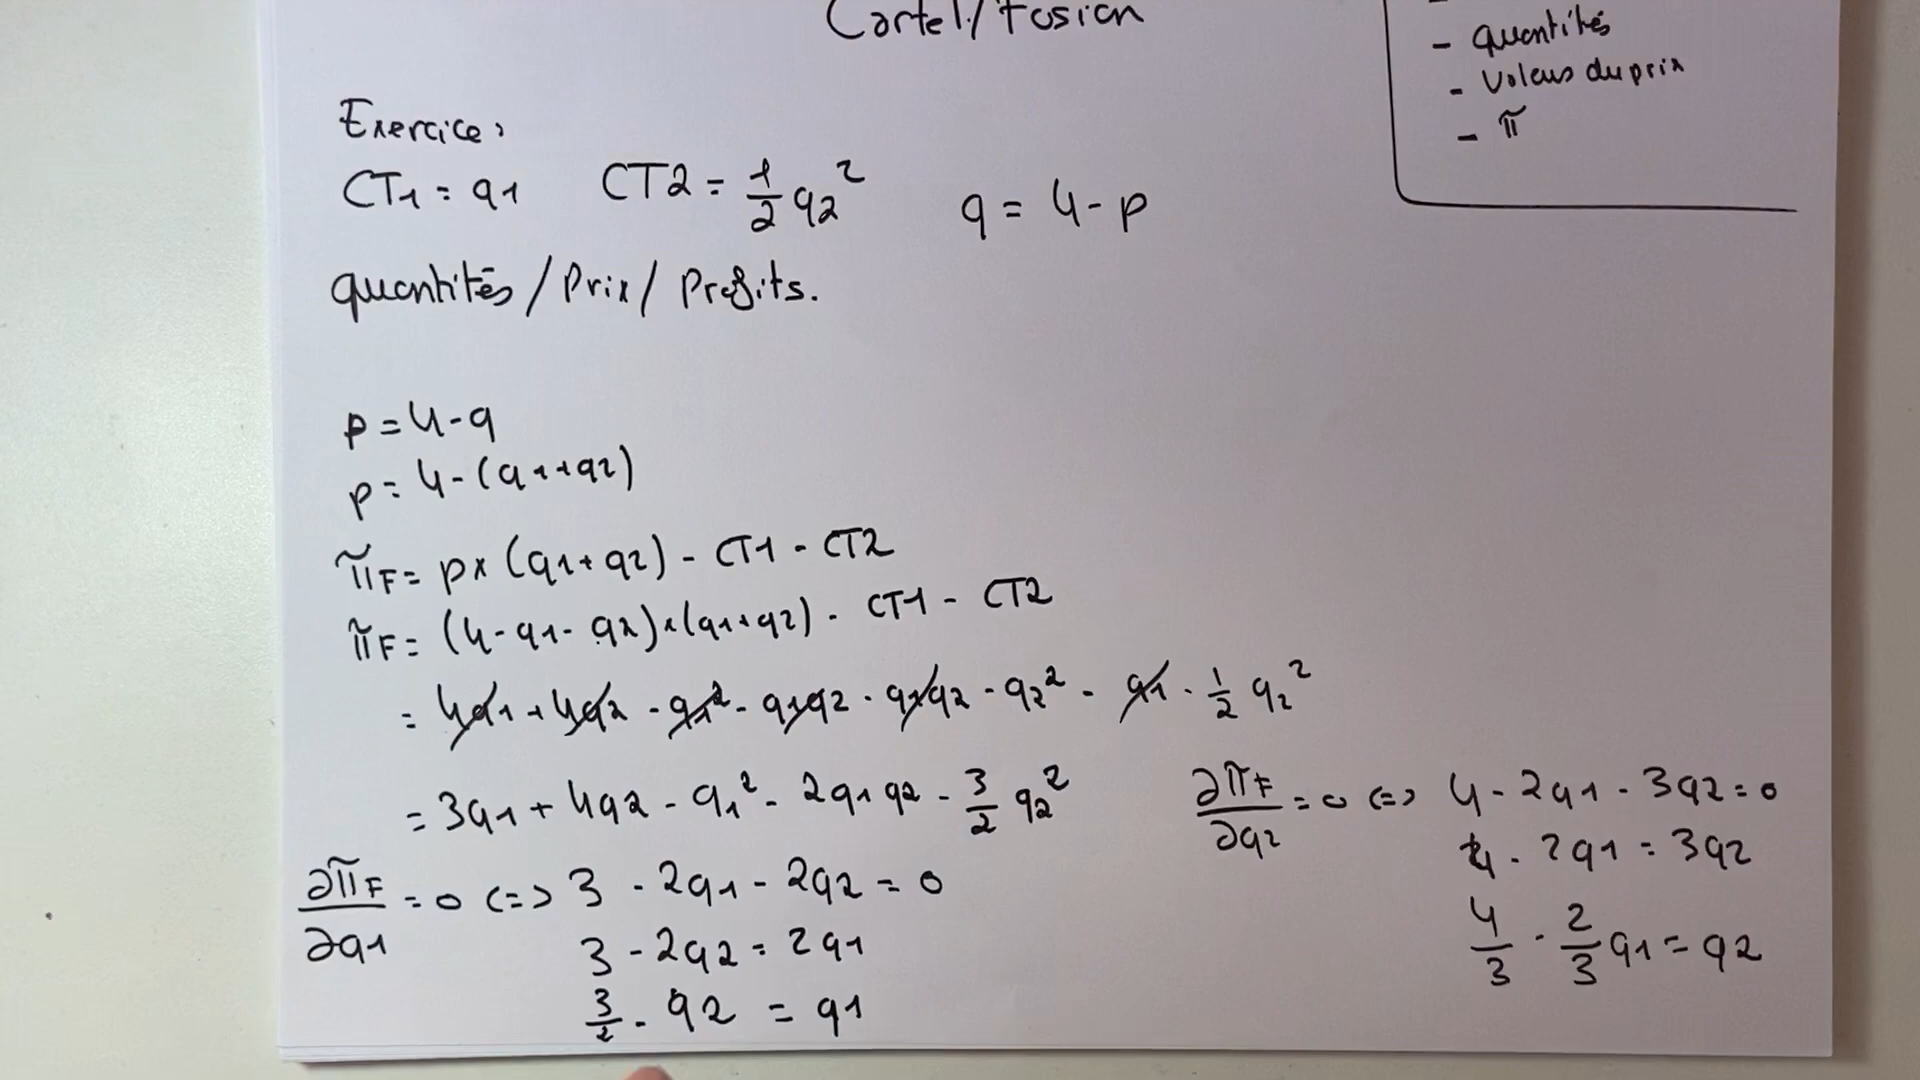 Cartel/Fusion
- quantités
- Valeurs du prix
- π
Exercice:
CT1 = q1 CT2 = 1/2 q2² q = 4 - p
quantités / Prix / Profits.
p = 4 - q
p = 4 - (q1 + q2)
πF = p x (q1 + q2) - CT1 - CT2
πF = (4 - q1 - q2) x (q1 + q2) - CT1 - CT2
= 4q1 + 4q2 - q1² - q1q2 - q1q2 - q2² - q1 - 1/2 q2²
= 3q1 + 4q2 - q1² - 2q1q2 - 3/2 q2²
∂πF/∂q1 = 0 <=> 3 - 2q1 - 2q2 = 0
3 - 2q2 = 2q1
3/2 - q2 = q1
∂πF/∂q2 = 0 <=> 4 - 2q1 - 3q2 = 0
4 - 2q1 = 3q2
4/3 - 2/3 q1 = q2